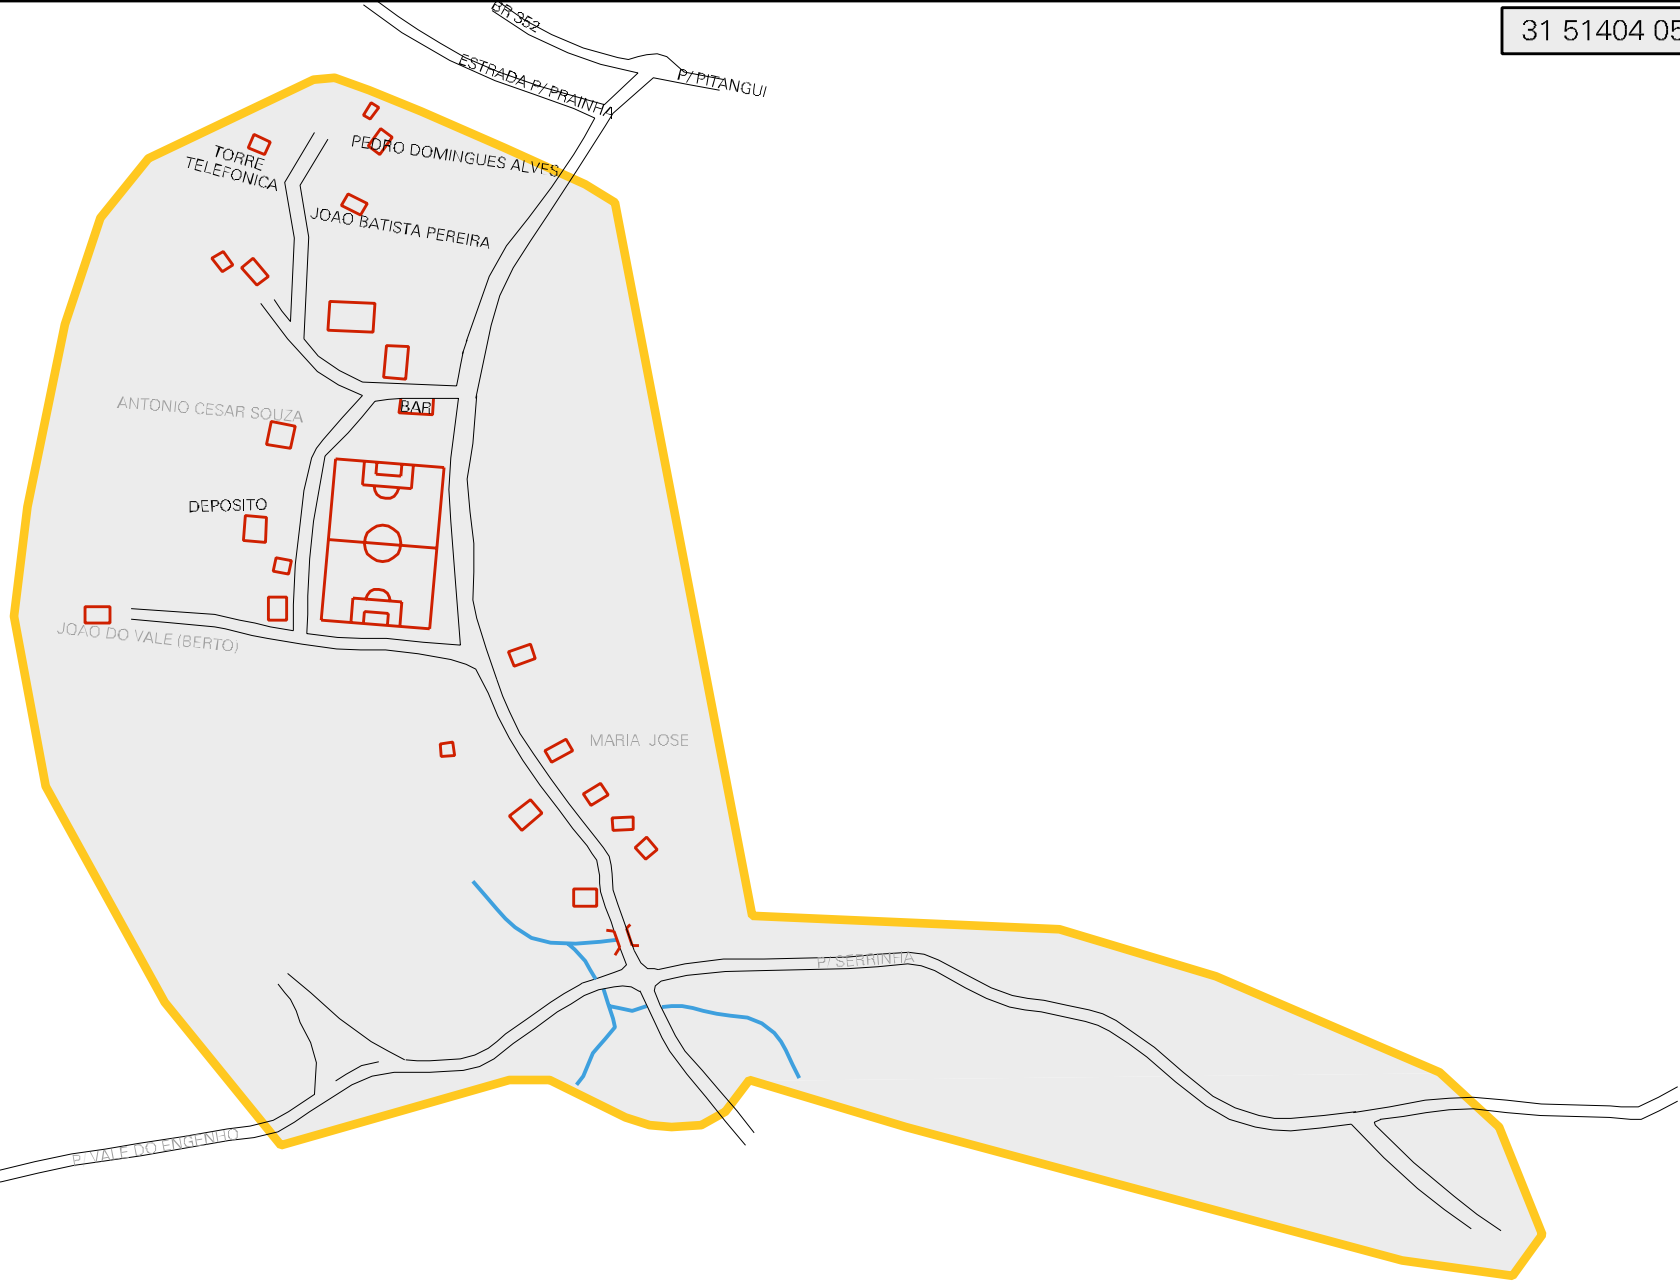 BR 352
31 51404 05
ESTRADA P/ PRAINHA
P/ PITANGUI
PEDRO DOMINGUES ALVES
TORRE
TELEFONICA
JOAO BATISTA PEREIRA
ANTONIO CESAR SOUZA
BAR
DEPOSITO
JOAO DO VALE (BERTO)
MARIA JOSE
P/ SERRINHA
P/ VALE DO ENGENHO